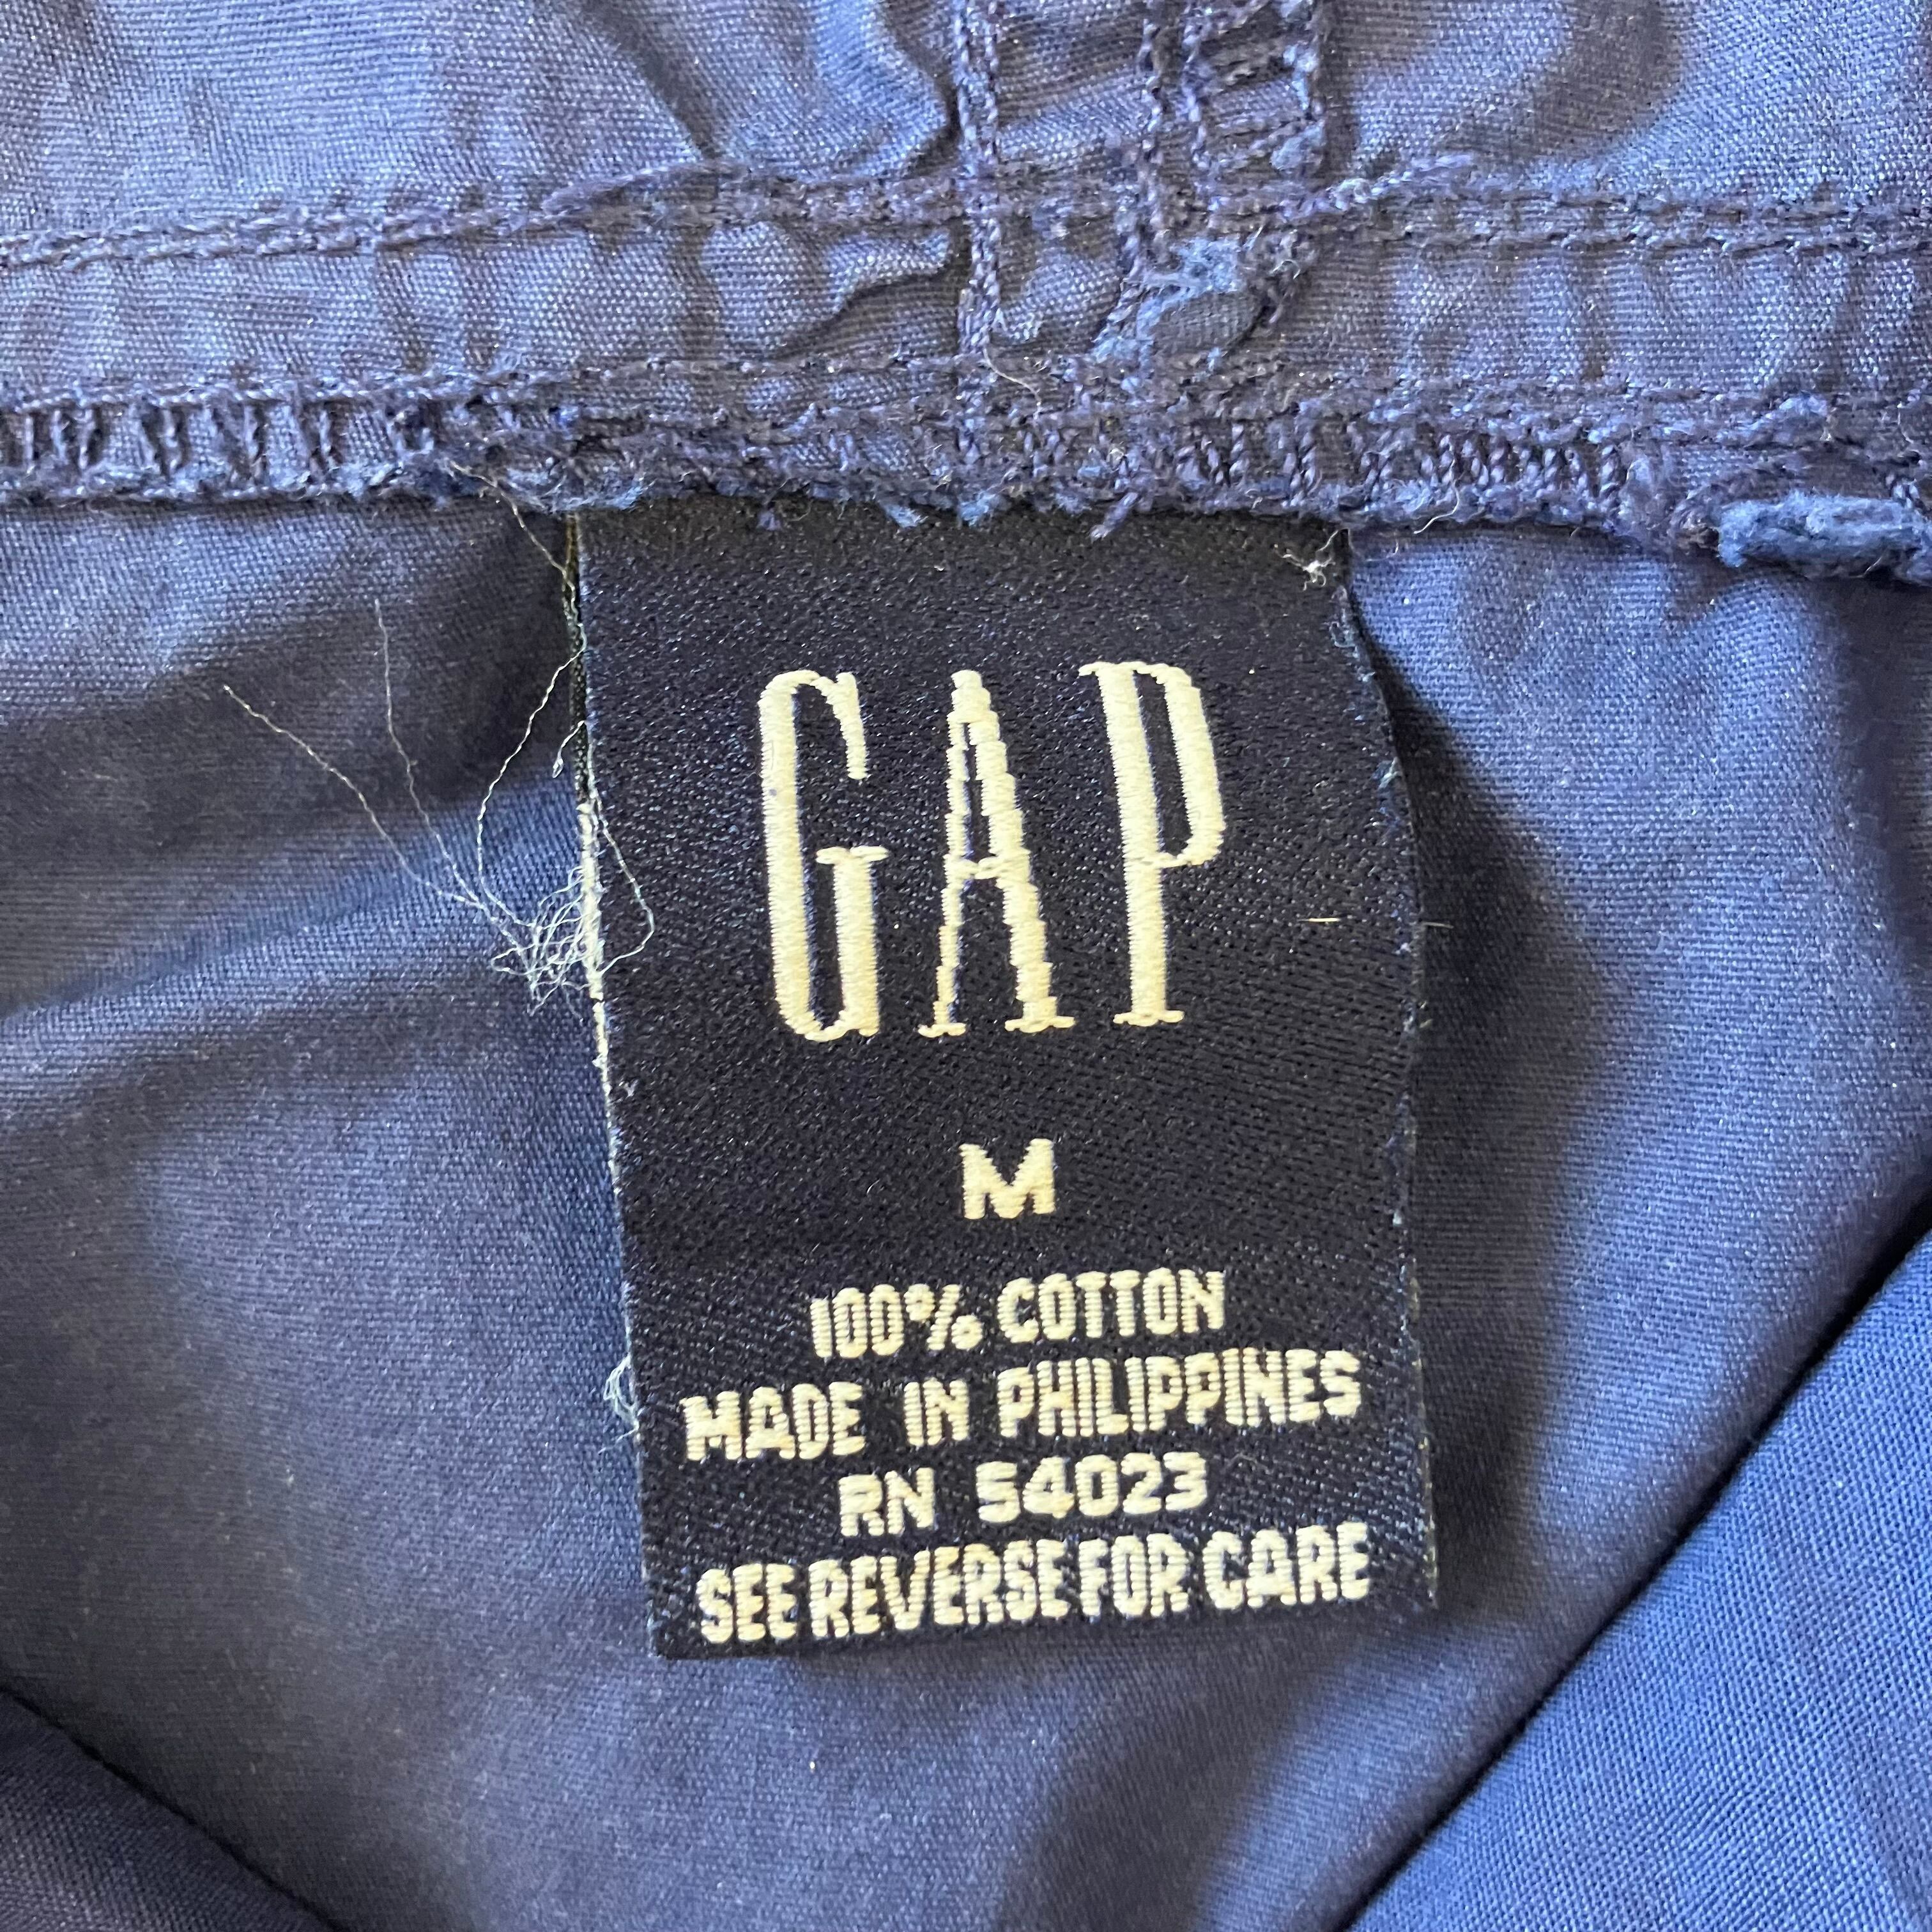 GAP
M
100% COTTON
MADE IN PHILIPPINES
RN 54023
SEE REVERSE FOR CARE